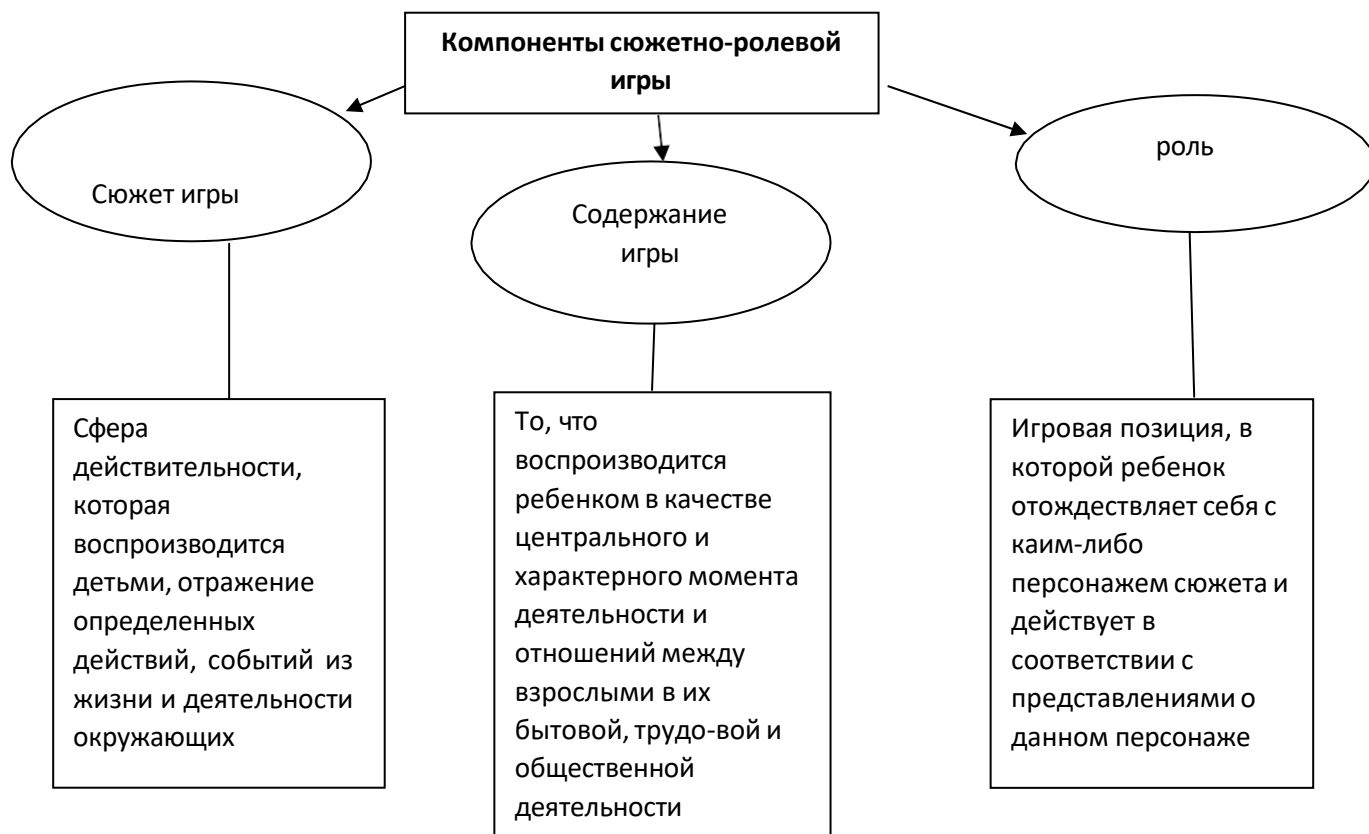 Компоненты сюжетно-ролевой
игры
Сюжет игры
Содержание
игры
роль
Сфера
действительности,
которая
воспроизводится
детьми, отражение
определенных
действий, событий из
жизни и деятельности
окружающих
То, что
воспроизводится
ребенком в качестве
центрального и
характерного момента
деятельности и
отношений между
взрослыми в их
бытовой, трудо-вой и
общественной
деятельности
Игровая позиция, в
которой ребенок
отождествляет себя с
каим-либо
персонажем сюжета и
действует в
соответствии с
представлениями о
данном персонаже